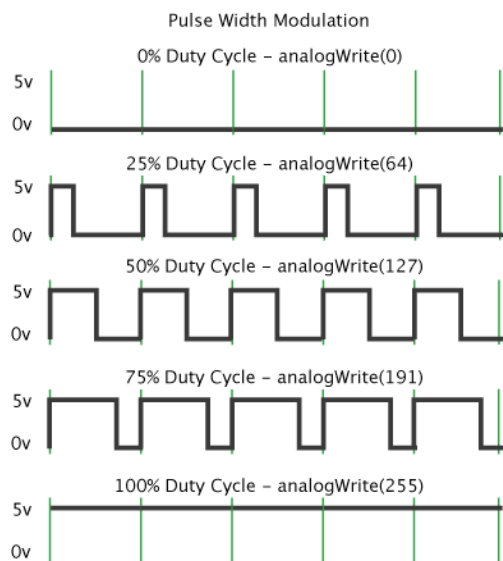 Pulse Width Modulation
0% Duty Cycle – analogWrite(0)
5v
0v
25% Duty Cycle – analogWrite(64)
5v
0v
50% Duty Cycle – analogWrite(127)
5v
0v
75% Duty Cycle – analogWrite(191)
5v
0v
100% Duty Cycle – analogWrite(255)
5v
0v